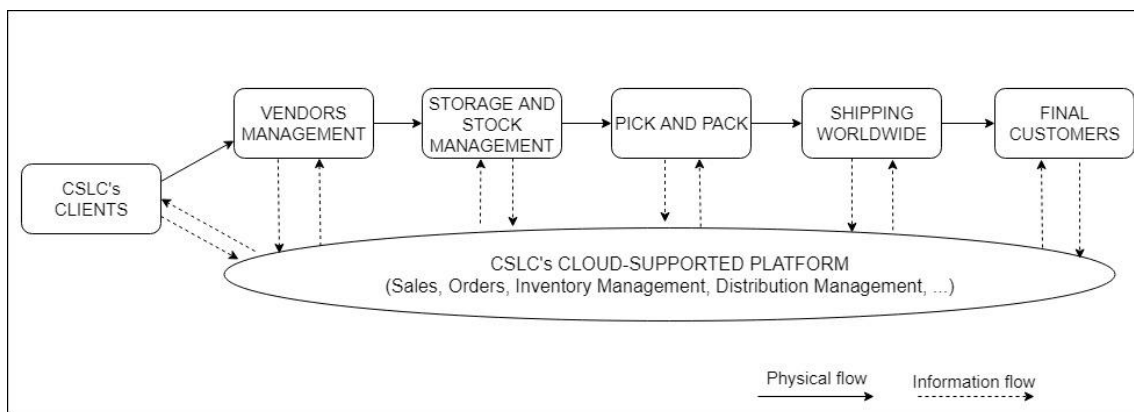 VENDORS
MANAGEMENT
STORAGE AND
STOCK
MANAGEMENT
PICK AND PACK
SHIPPING
WORLDWIDE
FINAL
CUSTOMERS
CSLC's
CLIENTS
CSLC's CLOUD-SUPPORTED PLATFORM
(Sales, Orders, Inventory Management, Distribution Management, ...)
Physical flow
Information flow